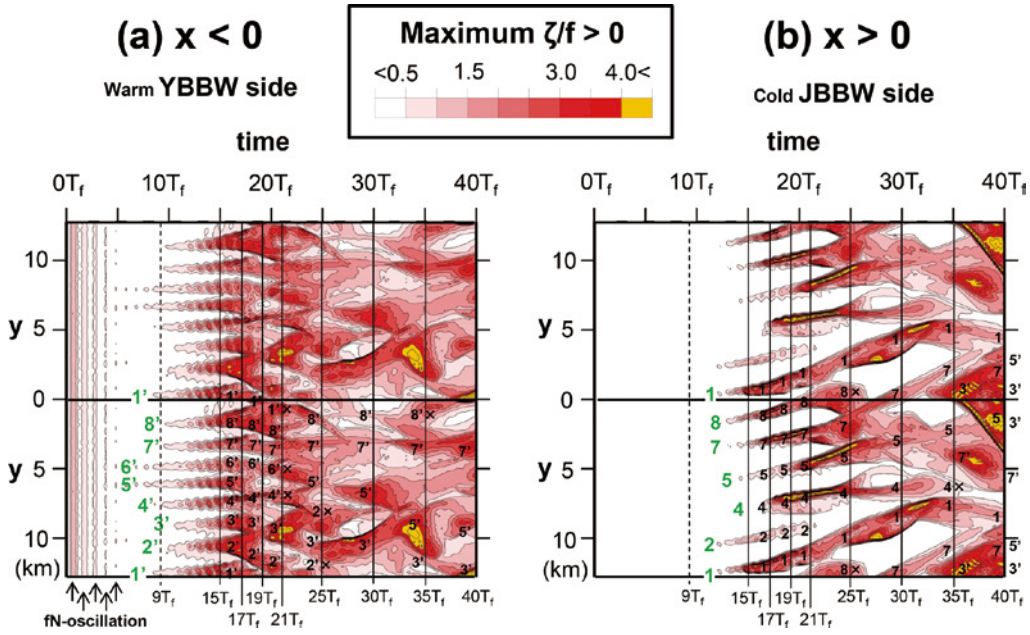 (a) x < 0
Warm YBBW side
Maximum ζ/f > 0
<0.5 1.5 3.0 4.0<
(b) x > 0
Cold JBBW side
time
0Tf 10Tf 20Tf 30Tf 40Tf
time
0Tf 10Tf 20Tf 30Tf 40Tf
y
10
5
0
y
5
10
(km)
1'
8'
7'
6'
5'
4'
3'
2'
1'
fN-oscillation
9Tf 15Tf 19Tf 25Tf 30Tf 35Tf 40Tf
17Tf 21Tf
y
10
5
0
y
5
10
(km)
1
8
7
5
4
2
1
9Tf 15Tf 19Tf 25Tf 30Tf 35Tf 40Tf
17Tf 21Tf